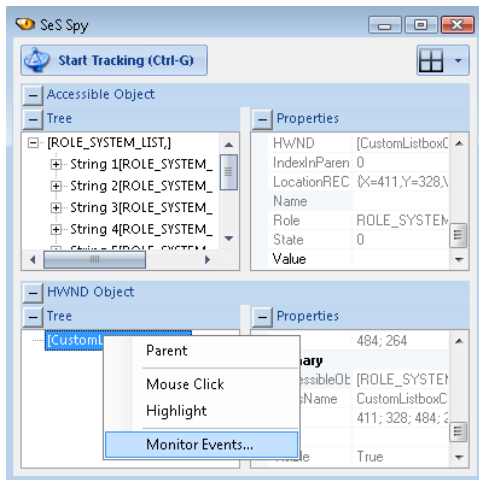 SeS Spy
Start Tracking (Ctrl-G)
Accessible Object
Tree
[ROLE_SYSTEM_LIST,]
String 1[ROLE_SYSTEM_
String 2[ROLE_SYSTEM_
String 3[ROLE_SYSTEM_
String 4[ROLE_SYSTEM_
Properties
HWND [CustomListboxC
IndexInParen 0
LocationREC {X=411,Y=328,\
Name
Role ROLE_SYSTEM
State 0
Value
HWND Object
Tree
[CustomL
Parent
Mouse Click
Highlight
Monitor Events...
Properties
484; 264
essibleOb [ROLE_SYSTEM
sName CustomListboxC
411; 328; 484; 2
True